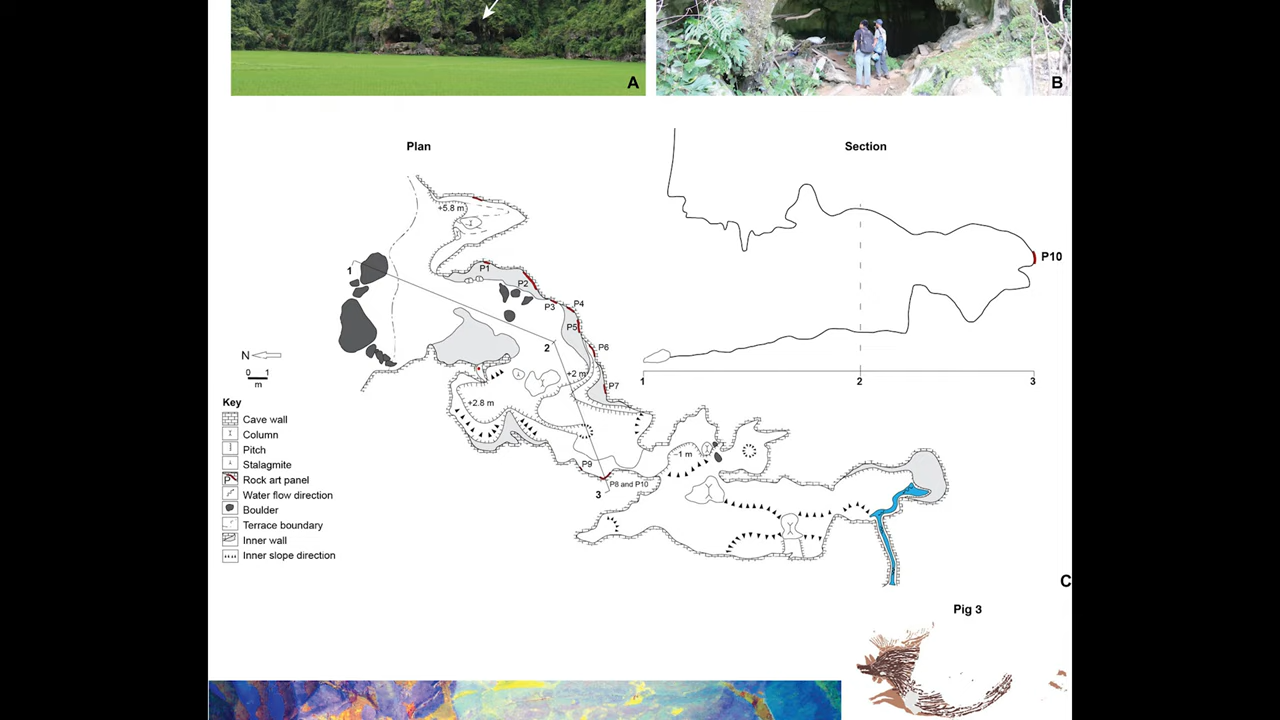 A
B
Plan
Section
+5.8 m
1
P1
P2
P3
P4
P5
P6
P7
2
+2 m
+2.8 m
P9
P8 and P10
3
−1 m
P10
1
2
3
N
0 1
m
Key
Cave wall
Column
Pitch
Stalagmite
P Rock art panel
Water flow direction
Boulder
Terrace boundary
Inner wall
Inner slope direction
C
Pig 3